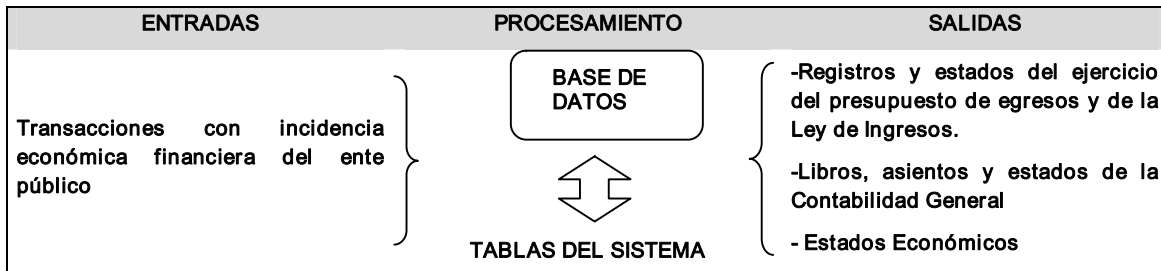 ENTRADAS
PROCESAMIENTO
SALIDAS
Transacciones con incidencia
económica financiera del ente
público
BASE DE
DATOS
TABLAS DEL SISTEMA
-Registros y estados del ejercicio
del presupuesto de egresos y de la
Ley de Ingresos.
-Libros, asientos y estados de la
Contabilidad General
- Estados Económicos